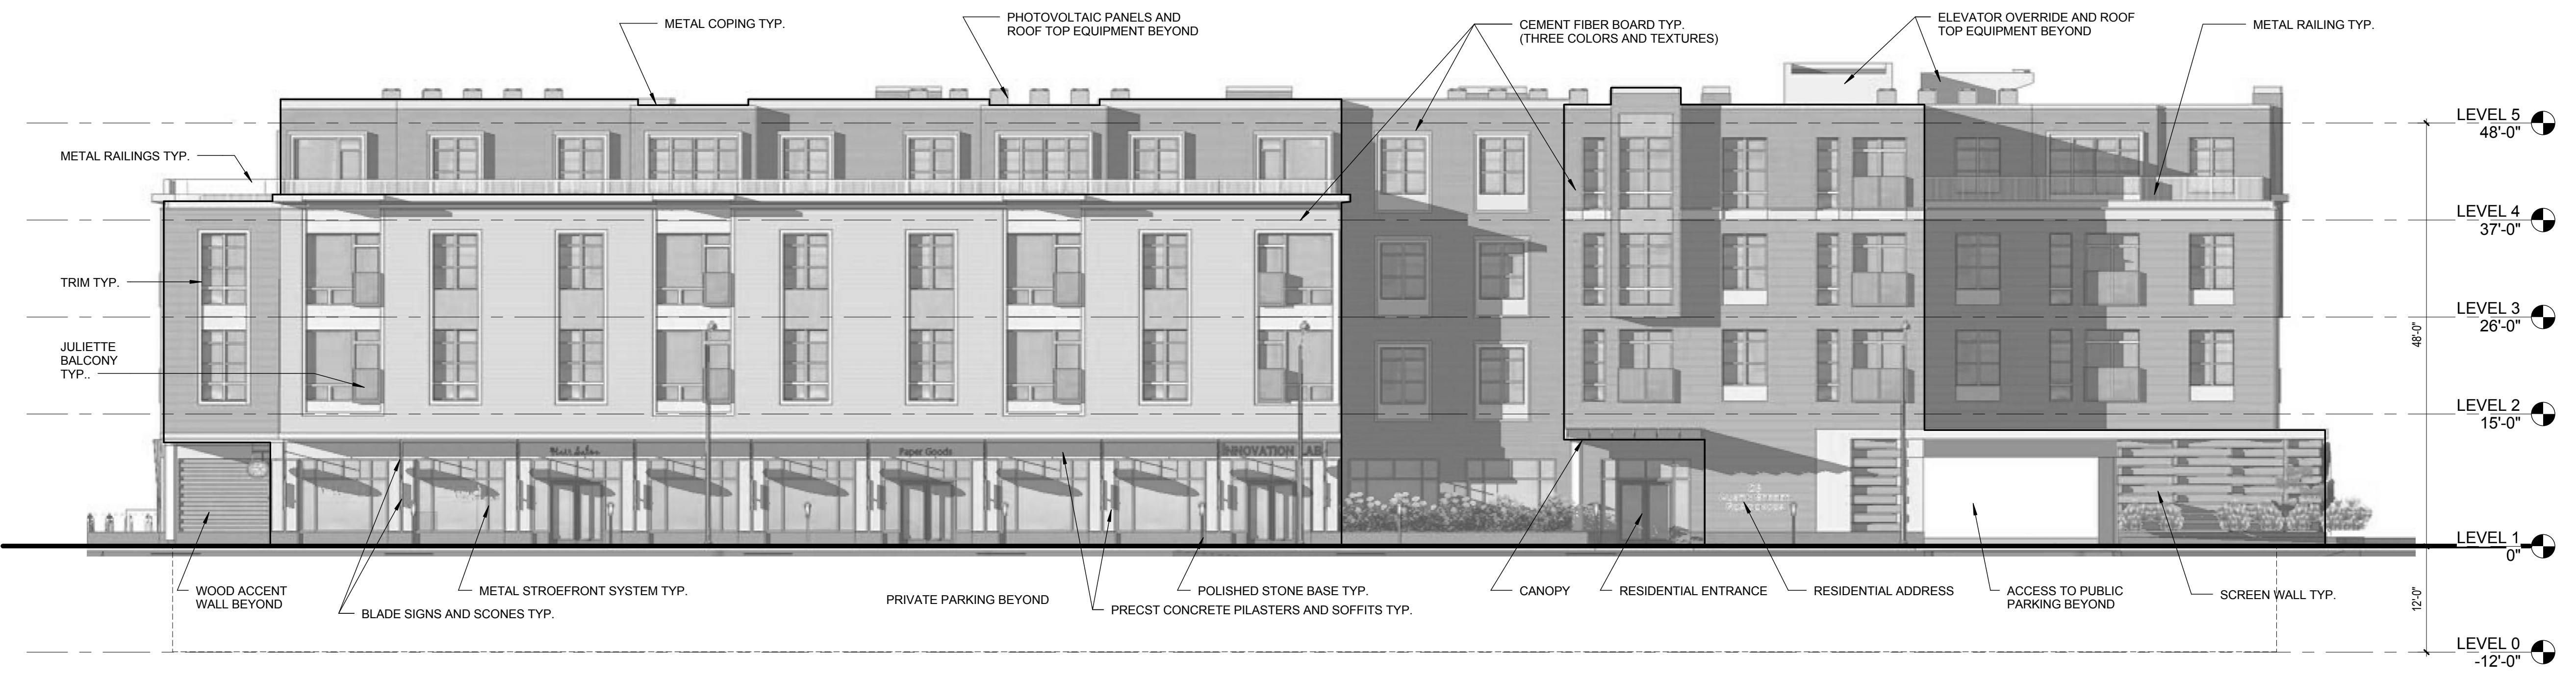 METAL COPING TYP.
PHOTOVOLTAIC PANELS AND
ROOF TOP EQUIPMENT BEYOND
CEMENT FIBER BOARD TYP.
(THREE COLORS AND TEXTURES)
ELEVATOR OVERRIDE AND ROOF
TOP EQUIPMENT BEYOND
METAL RAILING TYP.
METAL RAILINGS TYP.
TRIM TYP.
JULIETTE
BALCONY
TYP..
LEVEL 5
48'-0"
LEVEL 4
37'-0"
LEVEL 3
26'-0"
48'-0"
LEVEL 2
15'-0"
Hair Salon
Paper Goods
INNOVATION LAB
LEVEL 1
0"
WOOD ACCENT
WALL BEYOND
METAL STROEFRONT SYSTEM TYP.
BLADE SIGNS AND SCONES TYP.
PRIVATE PARKING BEYOND
POLISHED STONE BASE TYP.
PRECST CONCRETE PILASTERS AND SOFFITS TYP.
CANOPY
RESIDENTIAL ENTRANCE
RESIDENTIAL ADDRESS
ACCESS TO PUBLIC
PARKING BEYOND
SCREEN WALL TYP.
12'-0"
LEVEL 0
-12'-0"